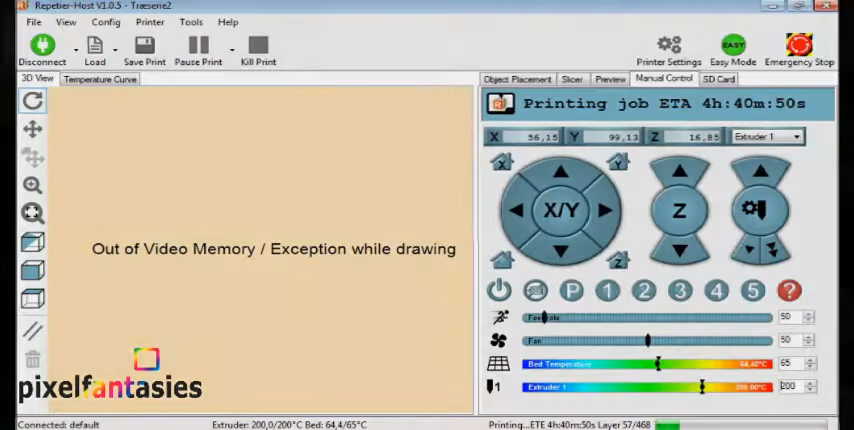 Repetier-Host V1.0.5 - Træserie2
File View Config Printer Tools Help
Disconnect Load Save Print Pause Print Kill Print Printer Settings Easy Mode Emergency Stop
EASY
3D View Temperature Curve Object Placement Slicer Preview Manual Control SD Card
Printing job ETA 4h:40m:50s
X 56,15 Y 99,13 Z 16,85 Extruder 1
X Y
X/Y Z
Z
Out of Video Memory / Exception while drawing
P 1 2 3 4 5 ?
50
Fan 50
Bed Temperature 64,40°C 65
1 Extruder 1 200,00°C 200
pixelfantasies
Connected: default Extruder: 200,0/200°C Bed: 64,4/65°C Printing...ETE 4h:40m:50s Layer 57/468